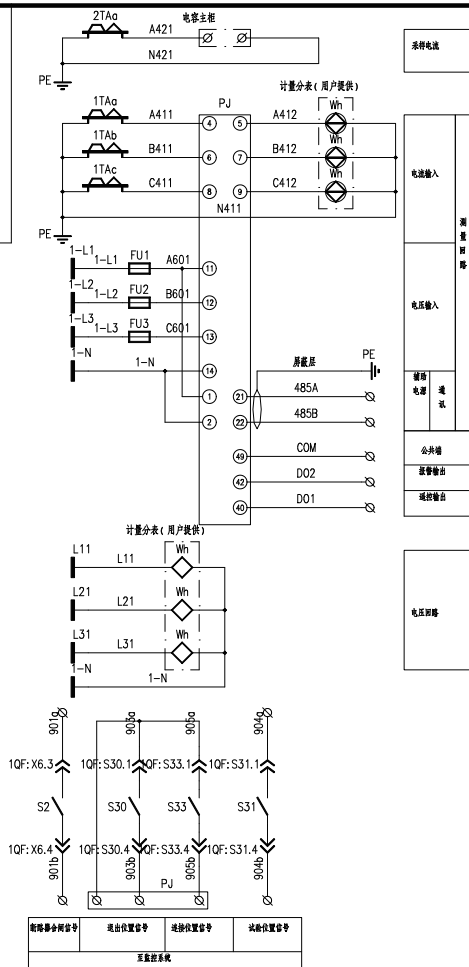 2TAa
A421
电容主柜
采样电流
N421
PE
计量分表(用户提供)
1TAa
A411
PJ
4
5
A412
Wh
1TAb
B411
6
7
B412
Wh
电流输入
1TAc
C411
8
9
C412
Wh
N411
测量回路
PE
1-L1
1-L1
FU1
A601
11
1-L2
1-L2
FU2
B601
12
电压输入
1-L3
1-L3
FU3
C601
13
1-N
1-N
14
屏蔽层
PE
辅助电源
通讯
1
21
485A
2
22
485B
49
COM
公共端
42
DO2
报警输出
40
DO1
遥控输出
计量分表(用户提供)
L11
L11
Wh
L21
L21
Wh
电压回路
L31
L31
Wh
1-N
1-N
901a
903a
905a
904a
1QF:X6.3
1QF:S30.1
1QF:S33.1
1QF:S31.1
S2
S30
S33
S31
1QF:X6.4
1QF:S30.4
1QF:S33.4
1QF:S31.4
901b
903b
905b
904b
PJ
断路器合闸信号
退出位置信号
连接位置信号
试验位置信号
至监控系统